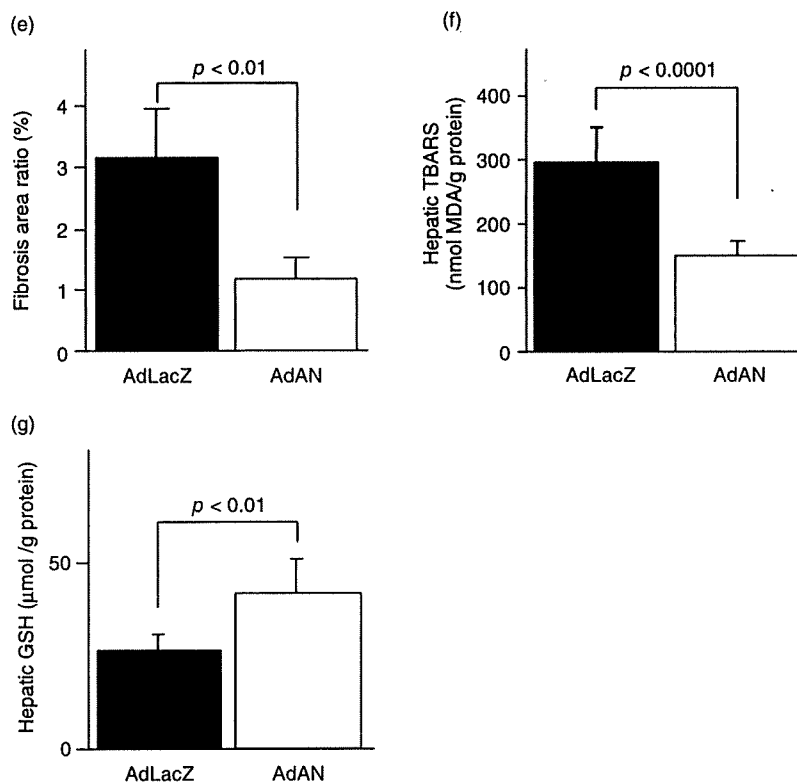 (e)
p < 0.01
Fibrosis area ratio (%)
4
3
2
1
0
AdLacZ
AdAN
(f)
p < 0.0001
Hepatic TBARS
(nmol MDA/g protein)
400
300
150
100
0
AdLacZ
AdAN
(g)
p < 0.01
Hepatic GSH (μmol /g protein)
50
0
AdLacZ
AdAN